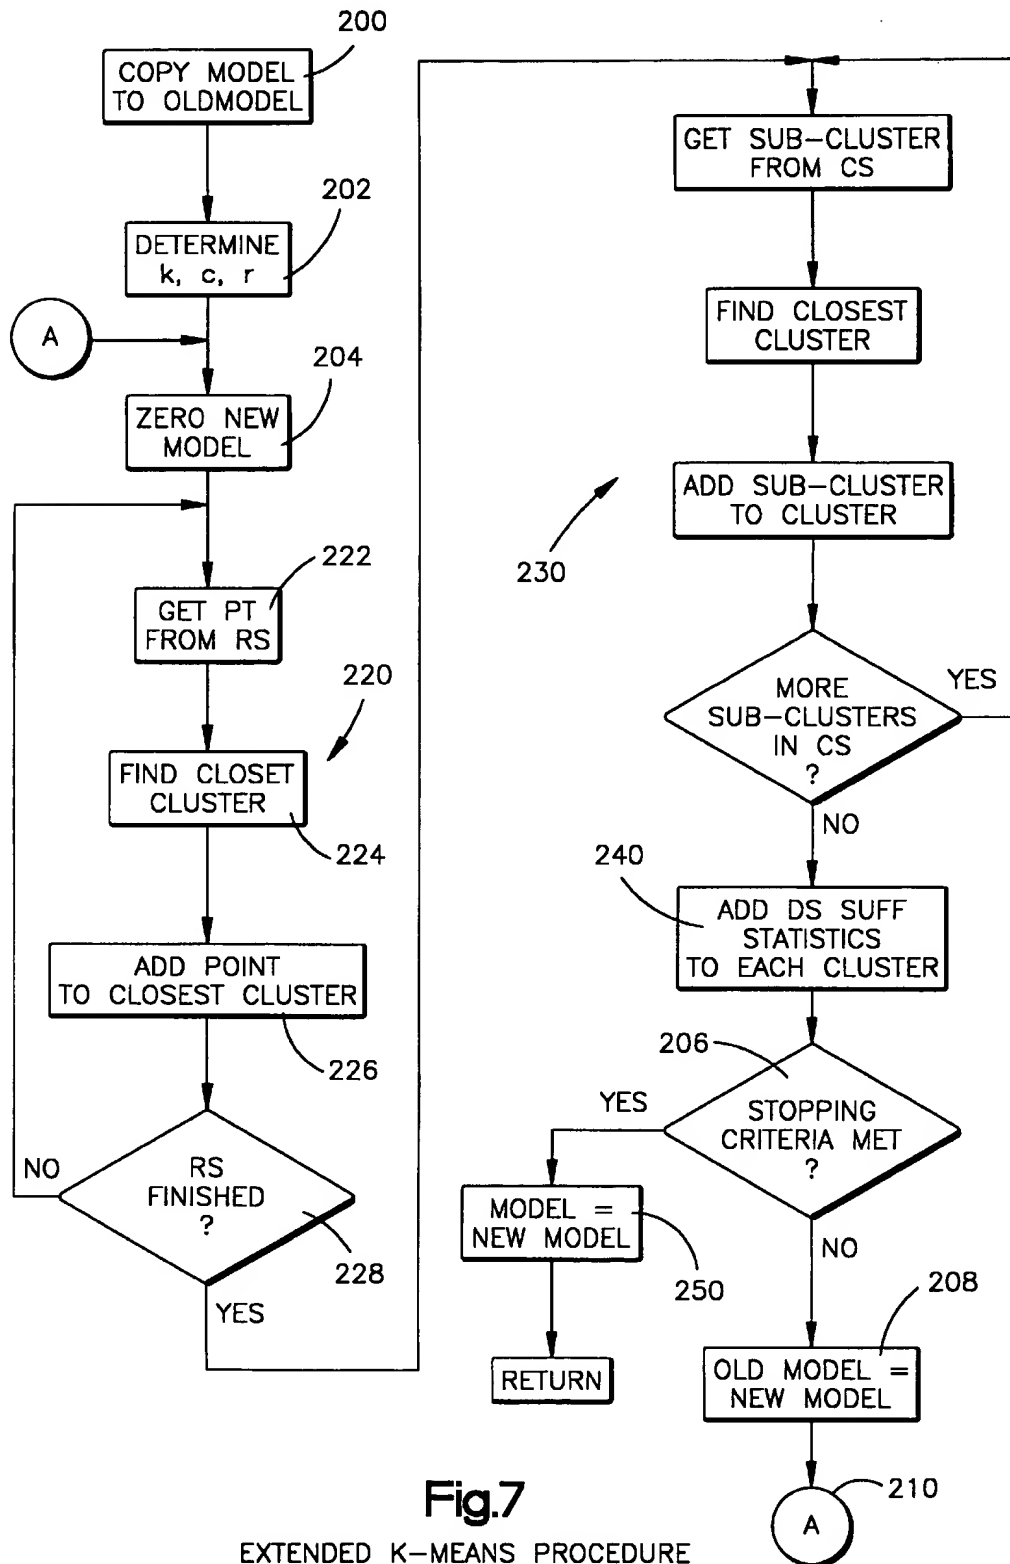 200
COPY MODEL
TO OLDMODEL
202
DETERMINE
k, c, r
A
204
ZERO NEW
MODEL
222
GET PT
FROM RS
220
FIND CLOSET
CLUSTER
224
ADD POINT
TO CLOSEST CLUSTER
226
NO
RS
FINISHED
?
228
YES
GET SUB-CLUSTER
FROM CS
FIND CLOSEST
CLUSTER
ADD SUB-CLUSTER
TO CLUSTER
230
MORE
SUB-CLUSTERS
IN CS
?
YES
NO
240
ADD DS SUFF
STATISTICS
TO EACH CLUSTER
206
YES
STOPPING
CRITERIA MET
?
MODEL =
NEW MODEL
250
NO
RETURN
208
OLD MODEL =
NEW MODEL
210
A
Fig.7
EXTENDED K-MEANS PROCEDURE